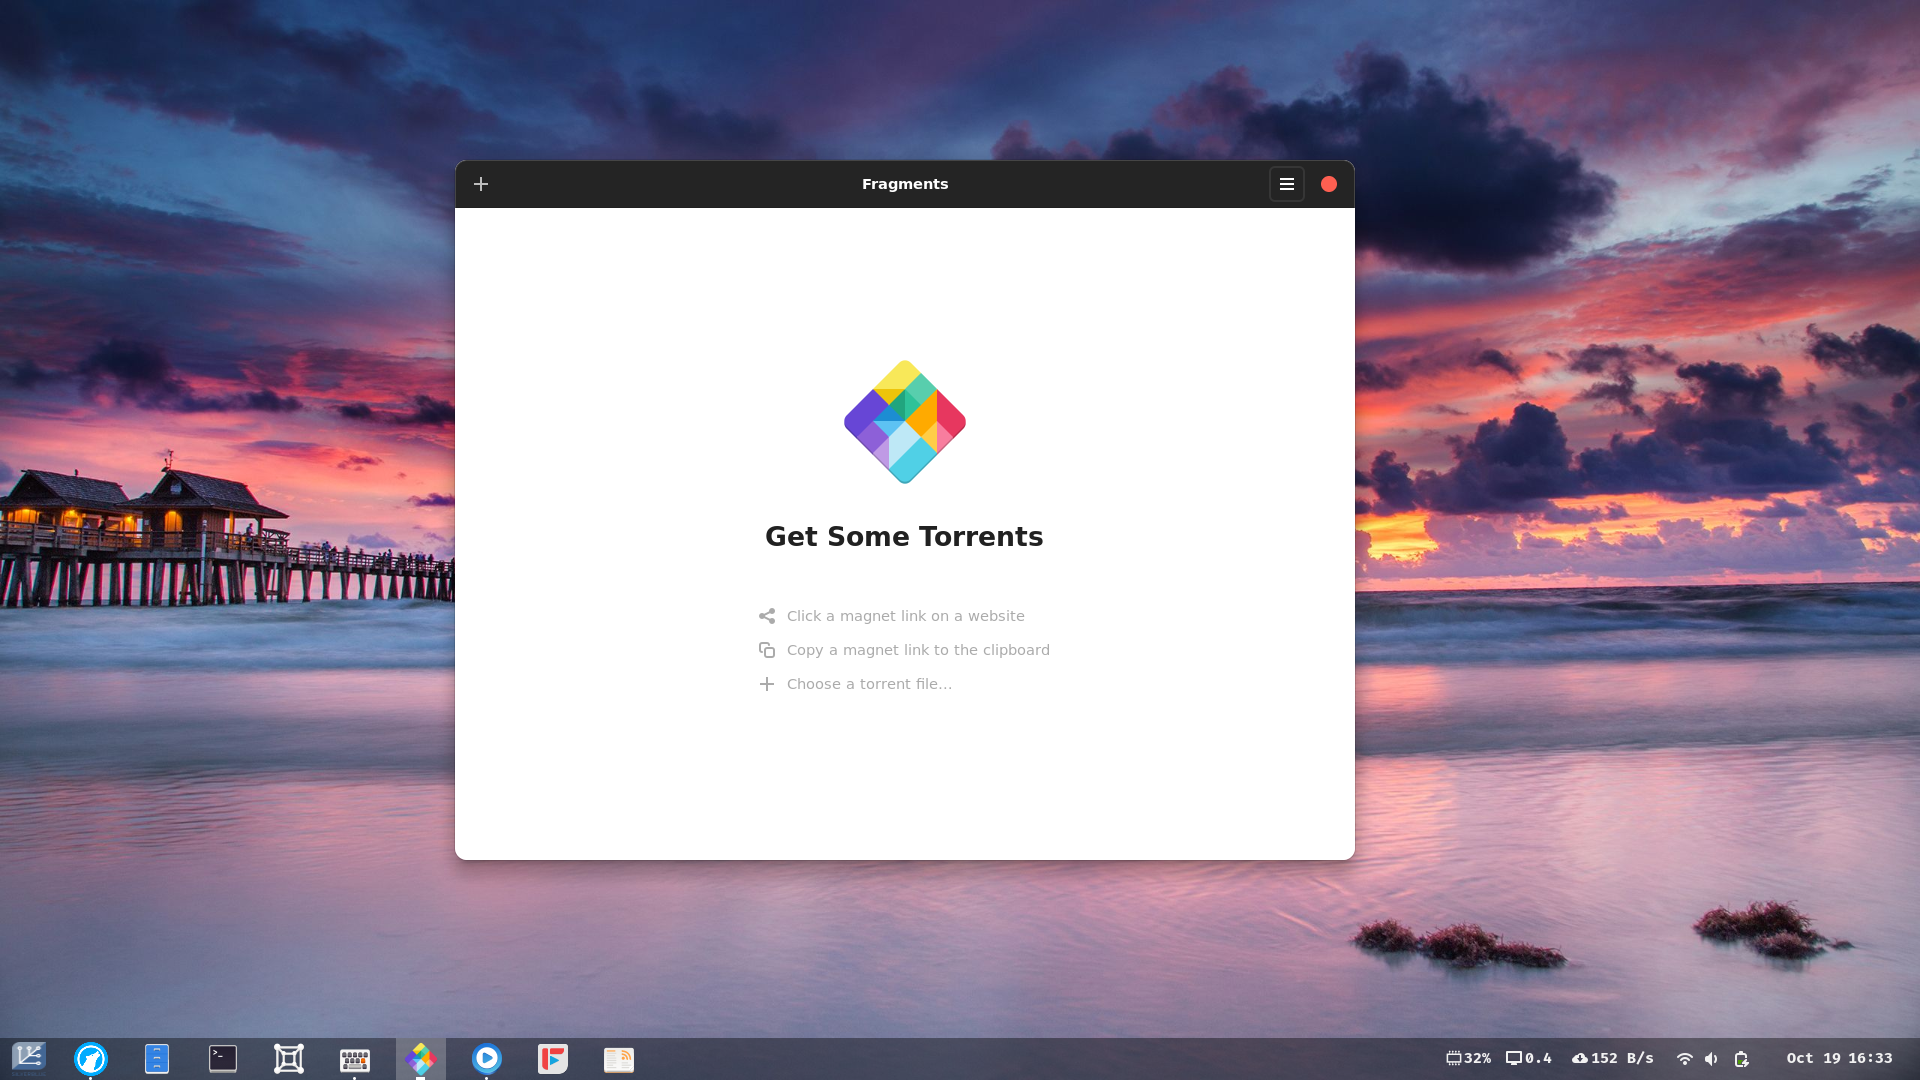 Fragments
Get Some Torrents
Click a magnet link on a website
Copy a magnet link to the clipboard
Choose a torrent file…
32% 0.4 152 B/s Oct 19 16:33